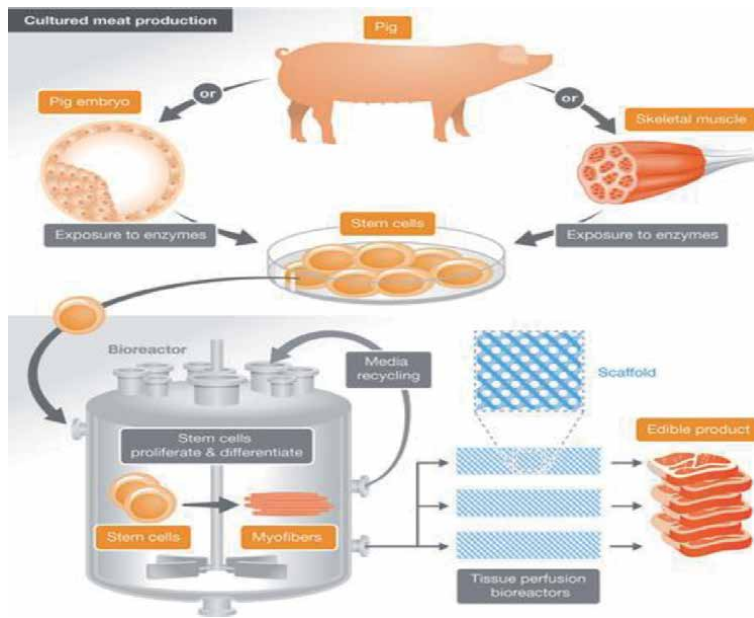 Cultured meat production
Pig
or
or
Pig embryo
Skeletal muscle
Exposure to enzymes
Stem cells
Exposure to enzymes
Bioreactor
Media
recycling
Scaffold
Stem cells
proliferate & differentiate
Edible product
Stem cells
Myofibers
Tissue perfusion
bioreactors